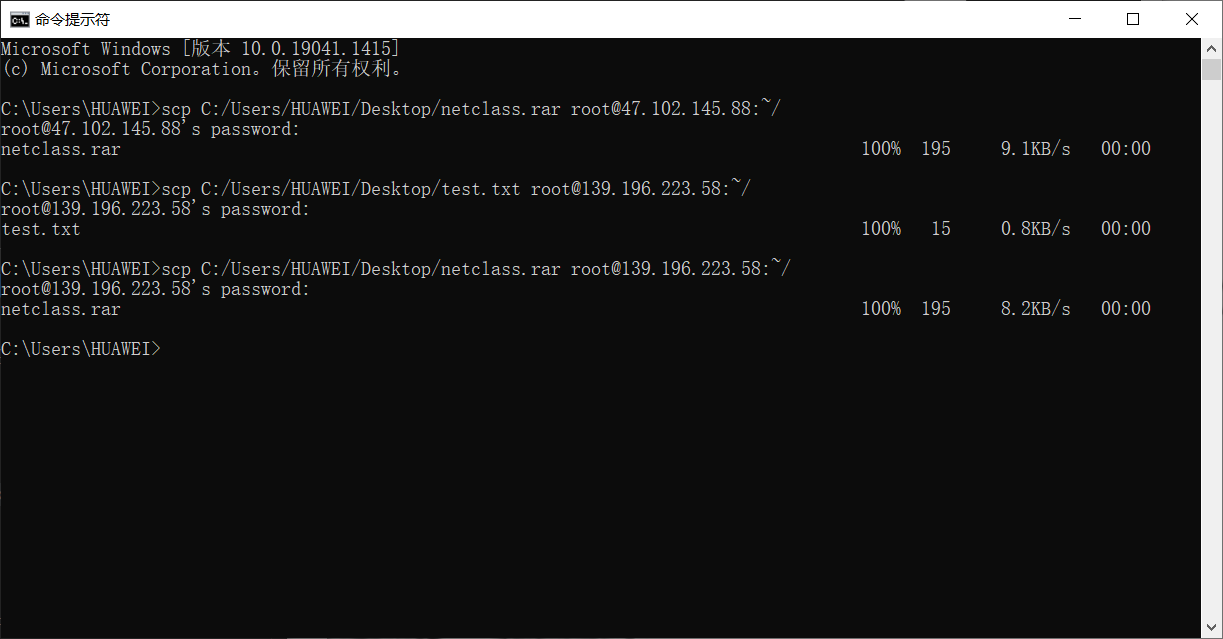 命令提示符
Microsoft Windows [版本 10.0.19041.1415]
(c) Microsoft Corporation。保留所有权利。
C:\Users\HUAWEI>scp C:/Users/HUAWEI/Desktop/netclass.rar root@47.102.145.88:~/
root@47.102.145.88's password:
netclass.rar 100% 195 9.1KB/s 00:00
C:\Users\HUAWEI>scp C:/Users/HUAWEI/Desktop/test.txt root@139.196.223.58:~/
root@139.196.223.58's password:
test.txt 100% 15 0.8KB/s 00:00
C:\Users\HUAWEI>scp C:/Users/HUAWEI/Desktop/netclass.rar root@139.196.223.58:~/
root@139.196.223.58's password:
netclass.rar 100% 195 8.2KB/s 00:00
C:\Users\HUAWEI>